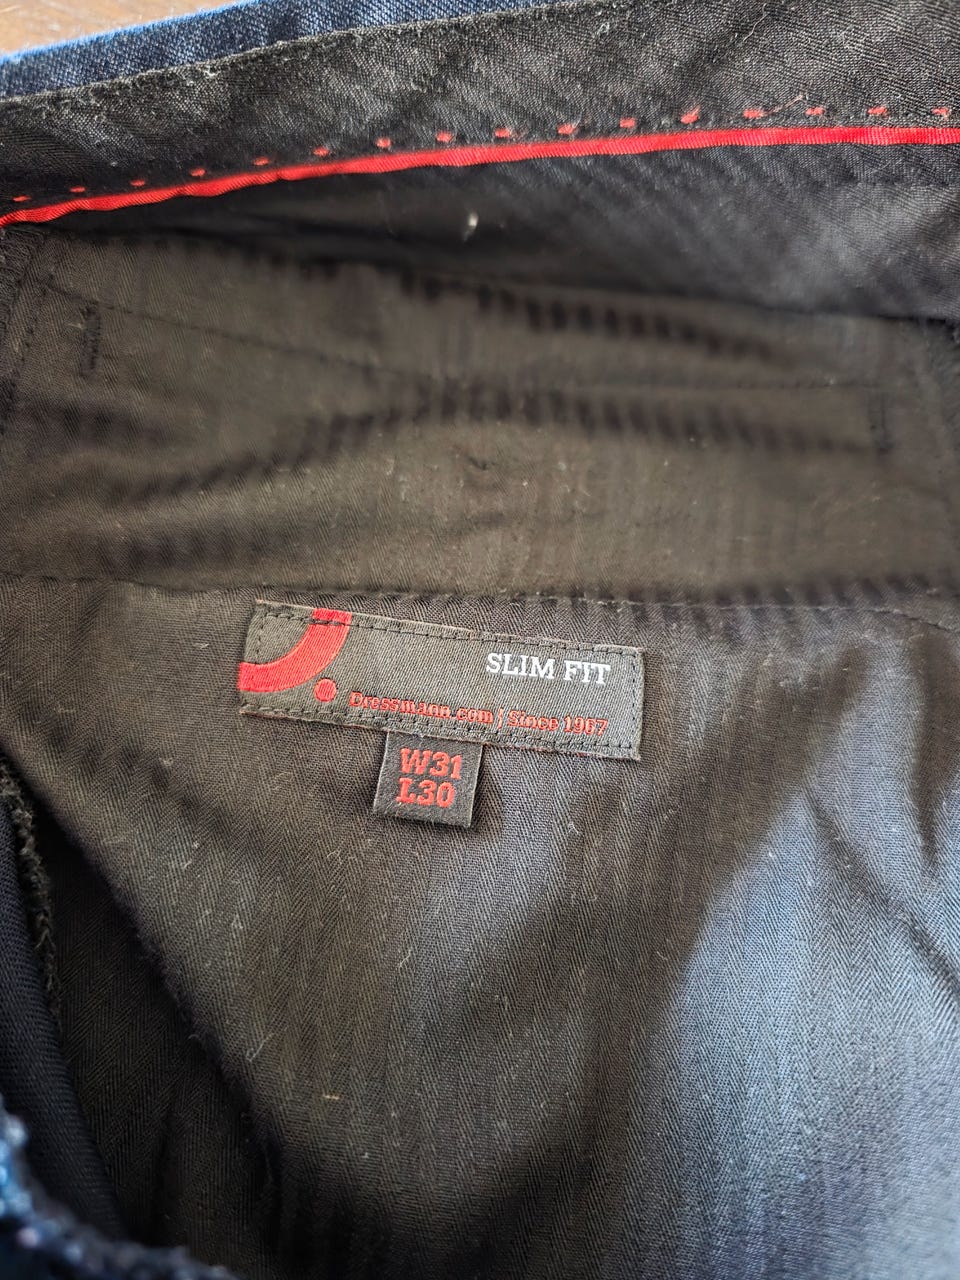 SLIM FIT
Dressmann.com | Since 1967
W31
L30